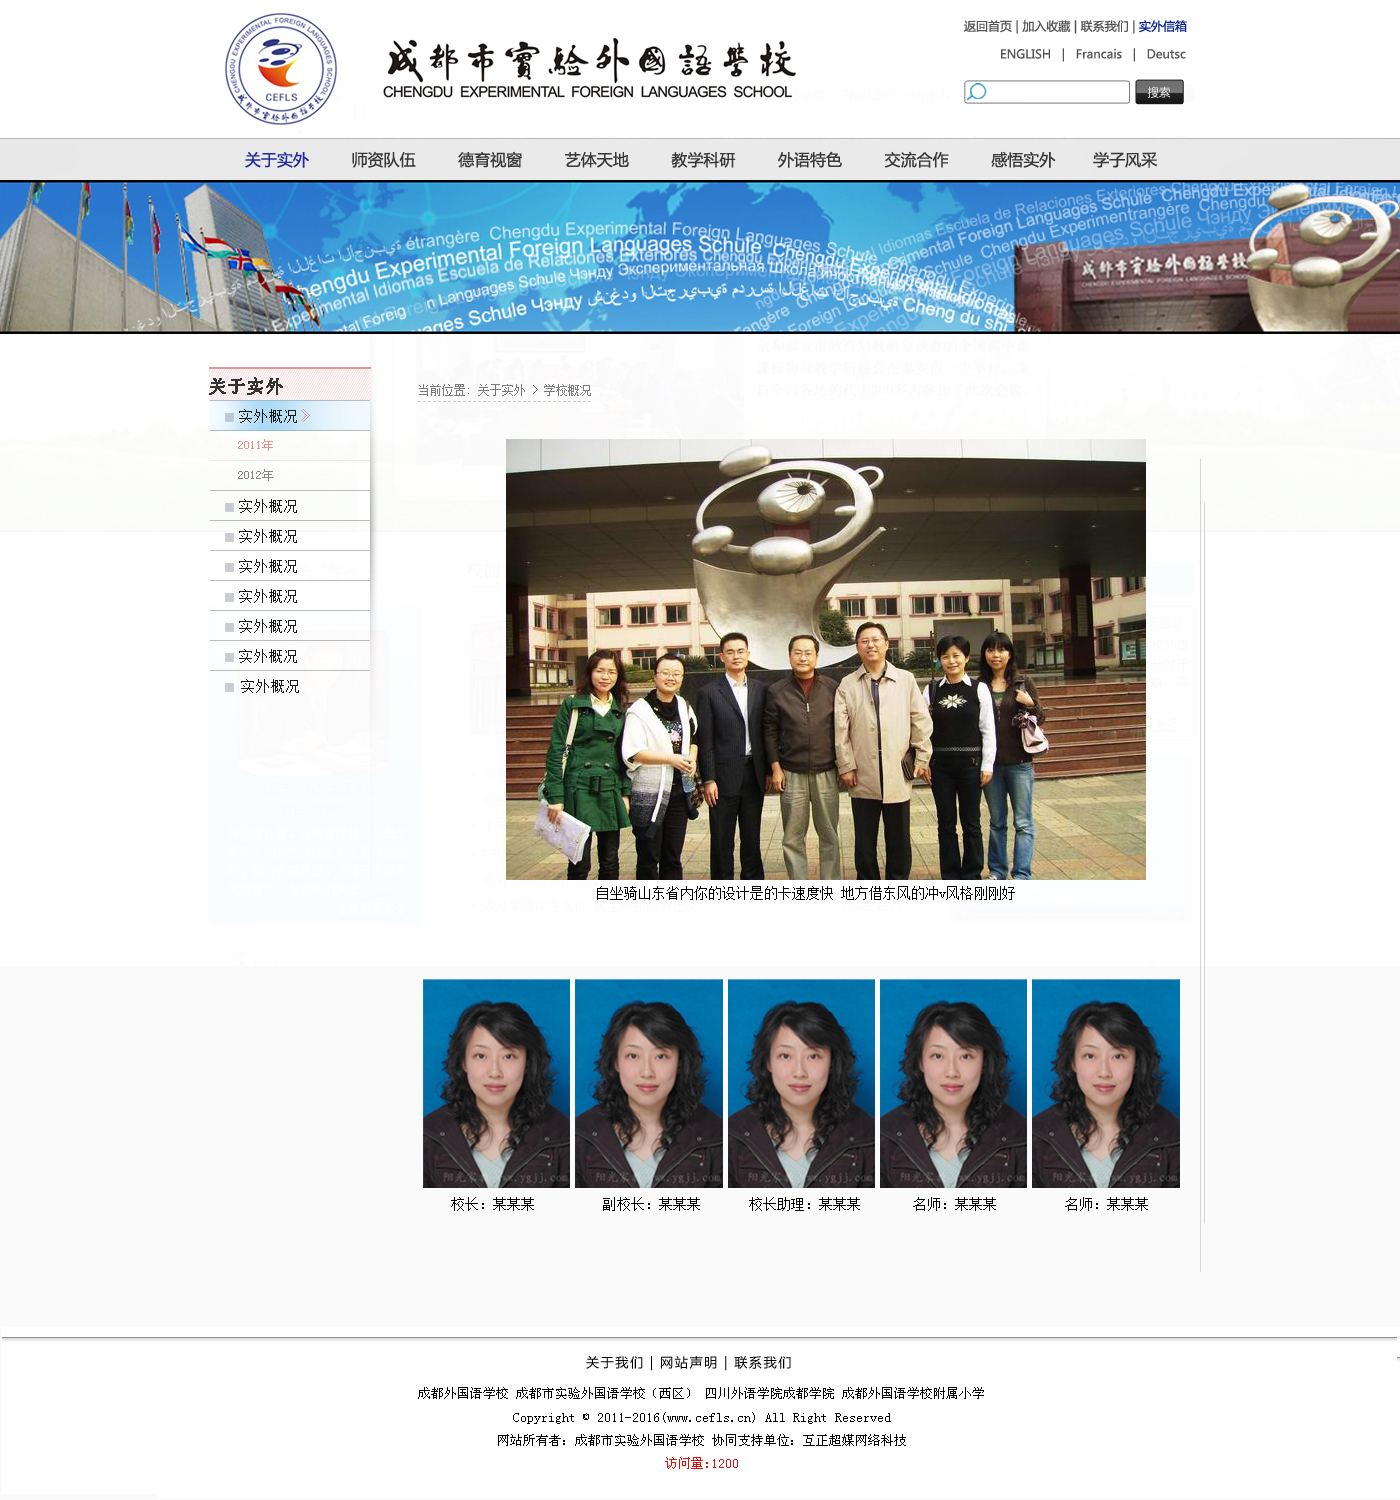 返回首页 | 加入收藏 | 联系我们 | 实外信箱
ENGLISH | Francais | Deutsc
成都市實验外國語學校
CHENGDU EXPERIMENTAL FOREIGN LANGUAGES SCHOOL
CHENGDU EXPERIMENTAL FOREIGN LANGUAGES SCHOOL
CEFLS
成都市实验外國語學校
搜索
关于实外 师资队伍 德育视窗 艺体天地 教学科研 外语特色 交流合作 感悟实外 学子风采
étrangère Chengdu Experimental Foreign Languages Schule
Chengdu Experimental Foreign Languages Schule Chengdu Experimental
Experimental Idiomas Escuela de Relaciones Exteriores Chengdu
Languages Schule Чэнду Экспериментальная школа
成都市實验外國語學校
关于实外
实外概况
2011年
2012年
实外概况
实外概况
实外概况
实外概况
实外概况
实外概况
实外概况
当前位置：关于实外 > 学校概况
自坐骑山东省内你的设计是的卡速度快 地方借东风的冲v风格刚刚好
校长：某某某
副校长：某某某
校长助理：某某某
名师：某某某
名师：某某某
关于我们 | 网站声明 | 联系我们
成都外国语学校 成都市实验外国语学校（西区） 四川外语学院成都学院 成都外国语学校附属小学
Copyright © 2011-2016(www.cefls.cn) All Right Reserved
网站所有者：成都市实验外国语学校 协同支持单位：互正超媒网络科技
访问量:1200